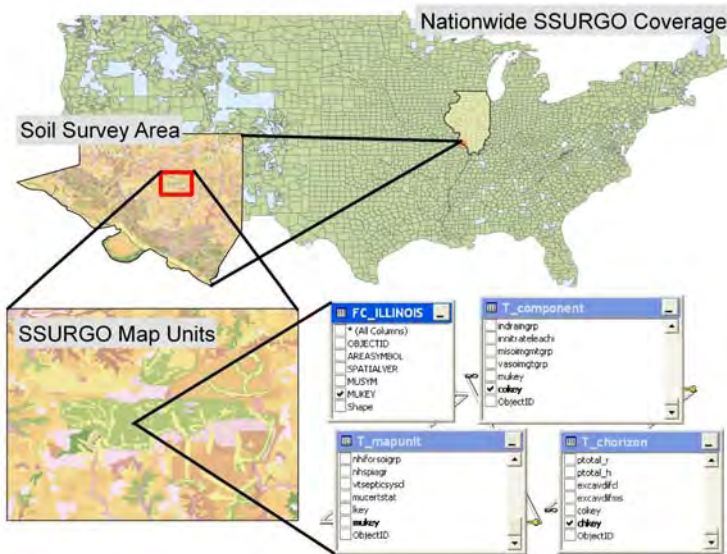 Nationwide SSURGO Coverage
Soil Survey Area
SSURGO Map Units
FC_ILLINOIS
* (All Columns)
OBJECTID
AREASYMBOL
SPATIALVER
MUSYM
MUKEY
Shape
T_component
indraingrp
innitrateleachi
misoimgmtgrp
vasoimgtgrp
mukey
cokey
ObjectID
T_mapunit
nhiforsoigrp
nhspiagr
vtsepticsyscl
mucertstat
lkey
mukey
ObjectID
T_chorizon
ptotal_r
ptotal_h
excavdifcl
excavdifms
cokey
chkey
ObjectID